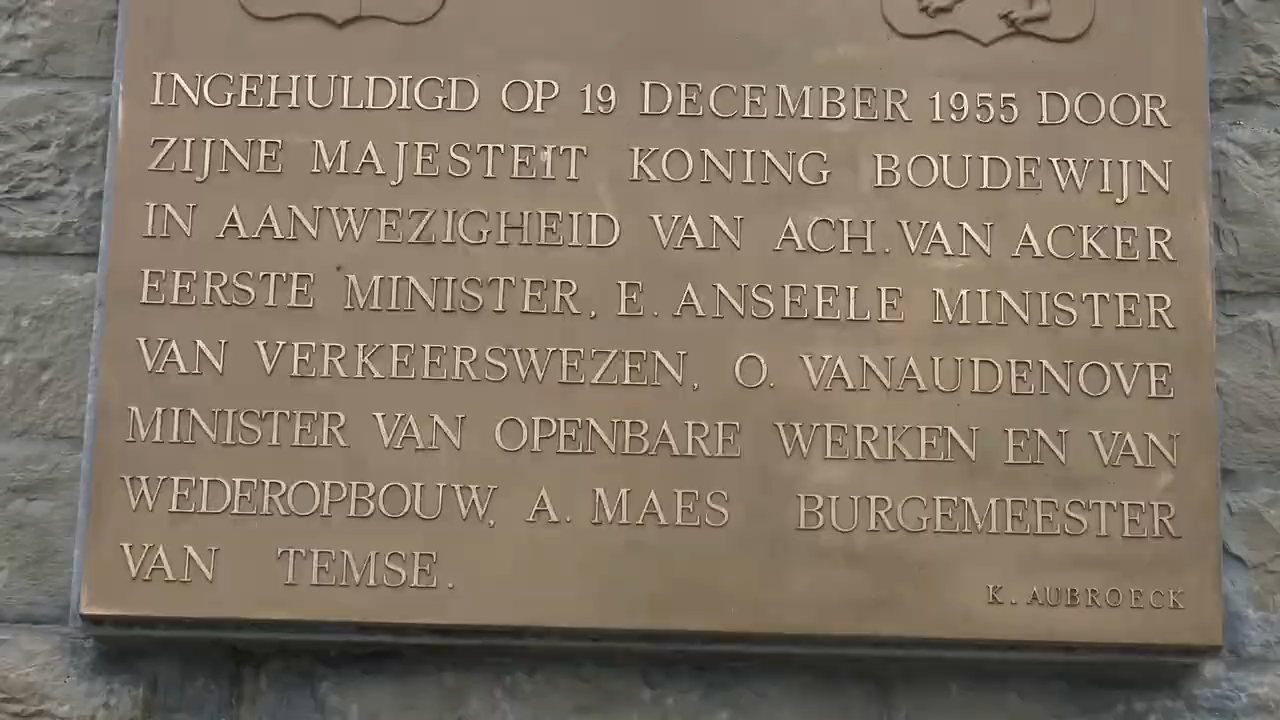 INGEHULDIGD OP 19 DECEMBER 1955 DOOR
ZIJNE MAJESTEIT KONING BOUDEWIJN
IN AANWEZIGHEID VAN ACH. VAN ACKER
EERSTE MINISTER, E. ANSEELE MINISTER
VAN VERKEERSWEZEN, O. VANAUDENOVE
MINISTER VAN OPENBARE WERKEN EN VAN
WEDEROPBOUW, A. MAES BURGEMEESTER
VAN TEMSE.
K. AUBROECK